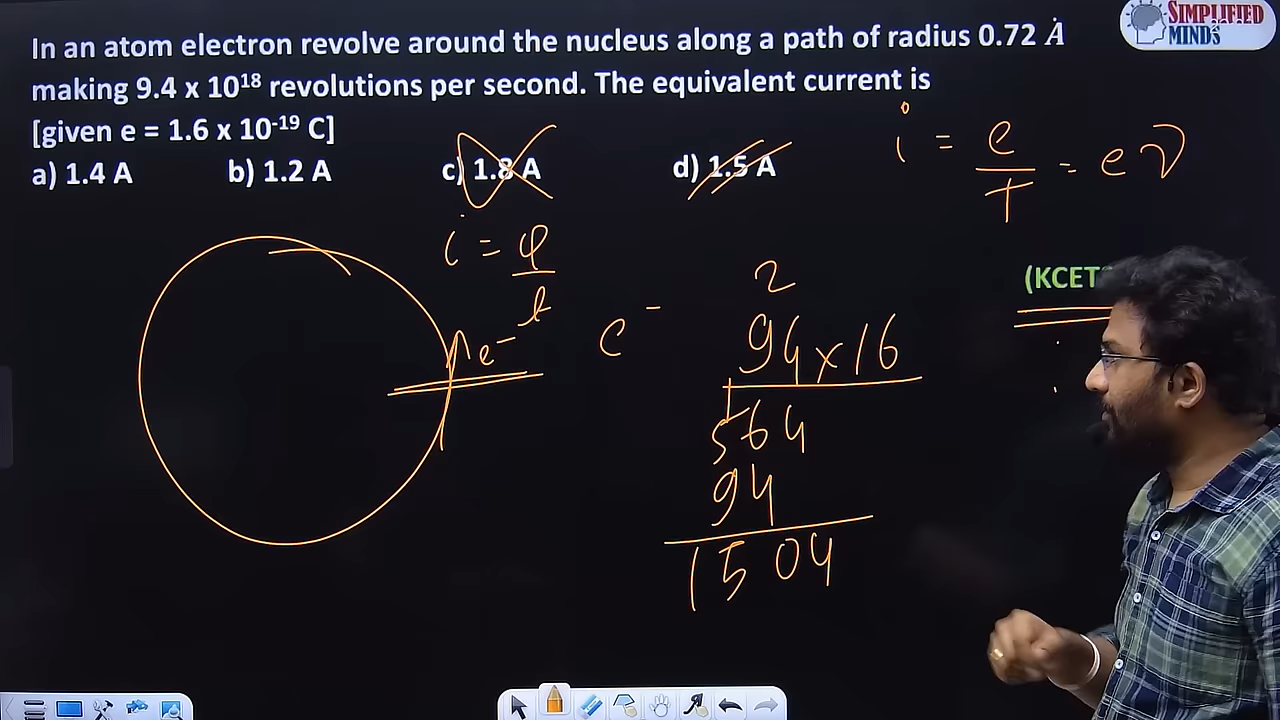 SIMPLIFIED
MINDS
In an atom electron revolve around the nucleus along a path of radius 0.72 Å
making 9.4 x 10¹⁸ revolutions per second. The equivalent current is
[given e = 1.6 x 10⁻¹⁹ C]
a) 1.4 A b) 1.2 A c) 1.8 A d) 1.5 A
i = e/T = eν
i = q/t
(KCET
e⁻
e⁻
2
94×16
564
94
1504